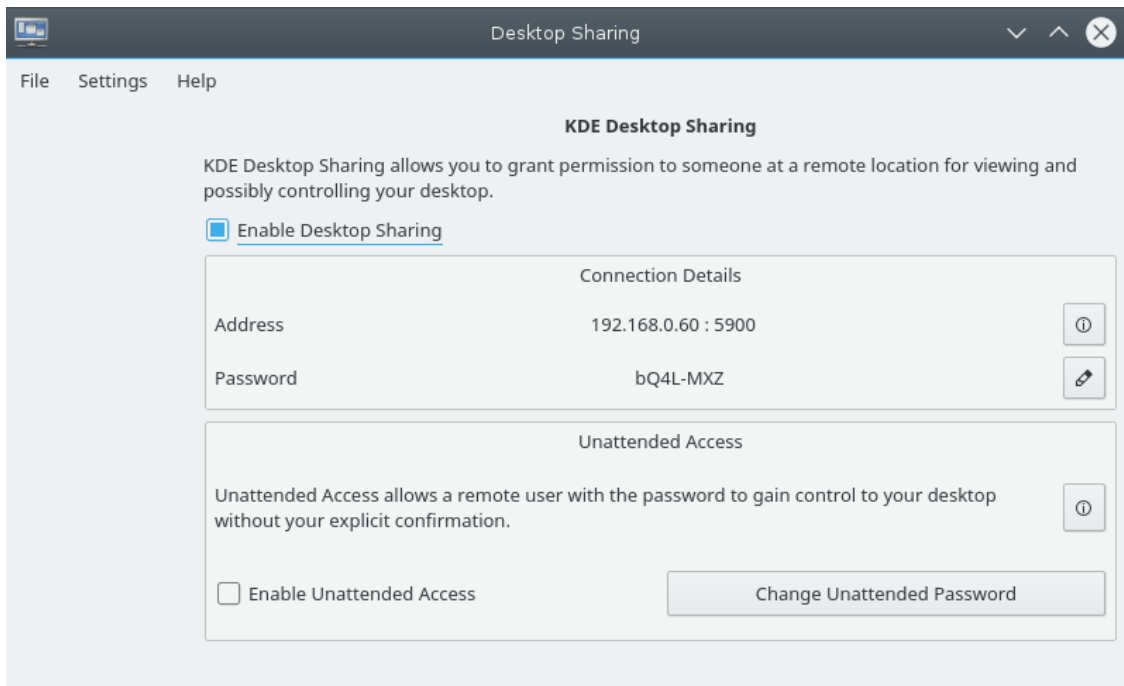 Desktop Sharing
File Settings Help
KDE Desktop Sharing
KDE Desktop Sharing allows you to grant permission to someone at a remote location for viewing and
possibly controlling your desktop.
Enable Desktop Sharing
Connection Details
Address 192.168.0.60 : 5900
Password bQ4L-MXZ
Unattended Access
Unattended Access allows a remote user with the password to gain control to your desktop
without your explicit confirmation.
Enable Unattended Access Change Unattended Password